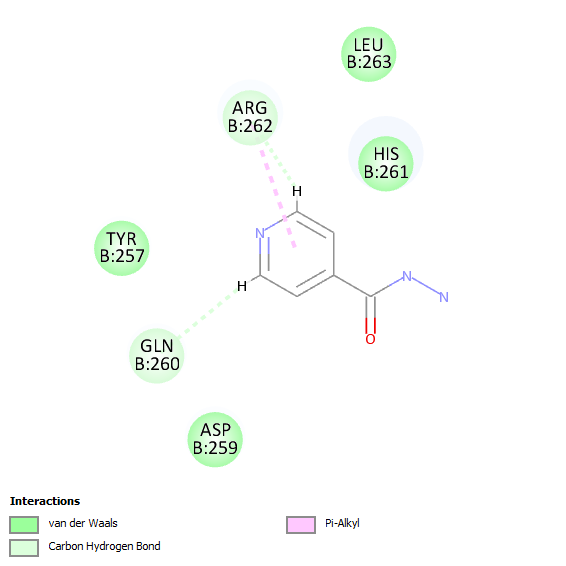 LEU
B:263
ARG
B:262
HIS
B:261
H
N
TYR
B:257
H
N
N
O
GLN
B:260
ASP
B:259
Interactions
van der Waals
Carbon Hydrogen Bond
Pi-Alkyl